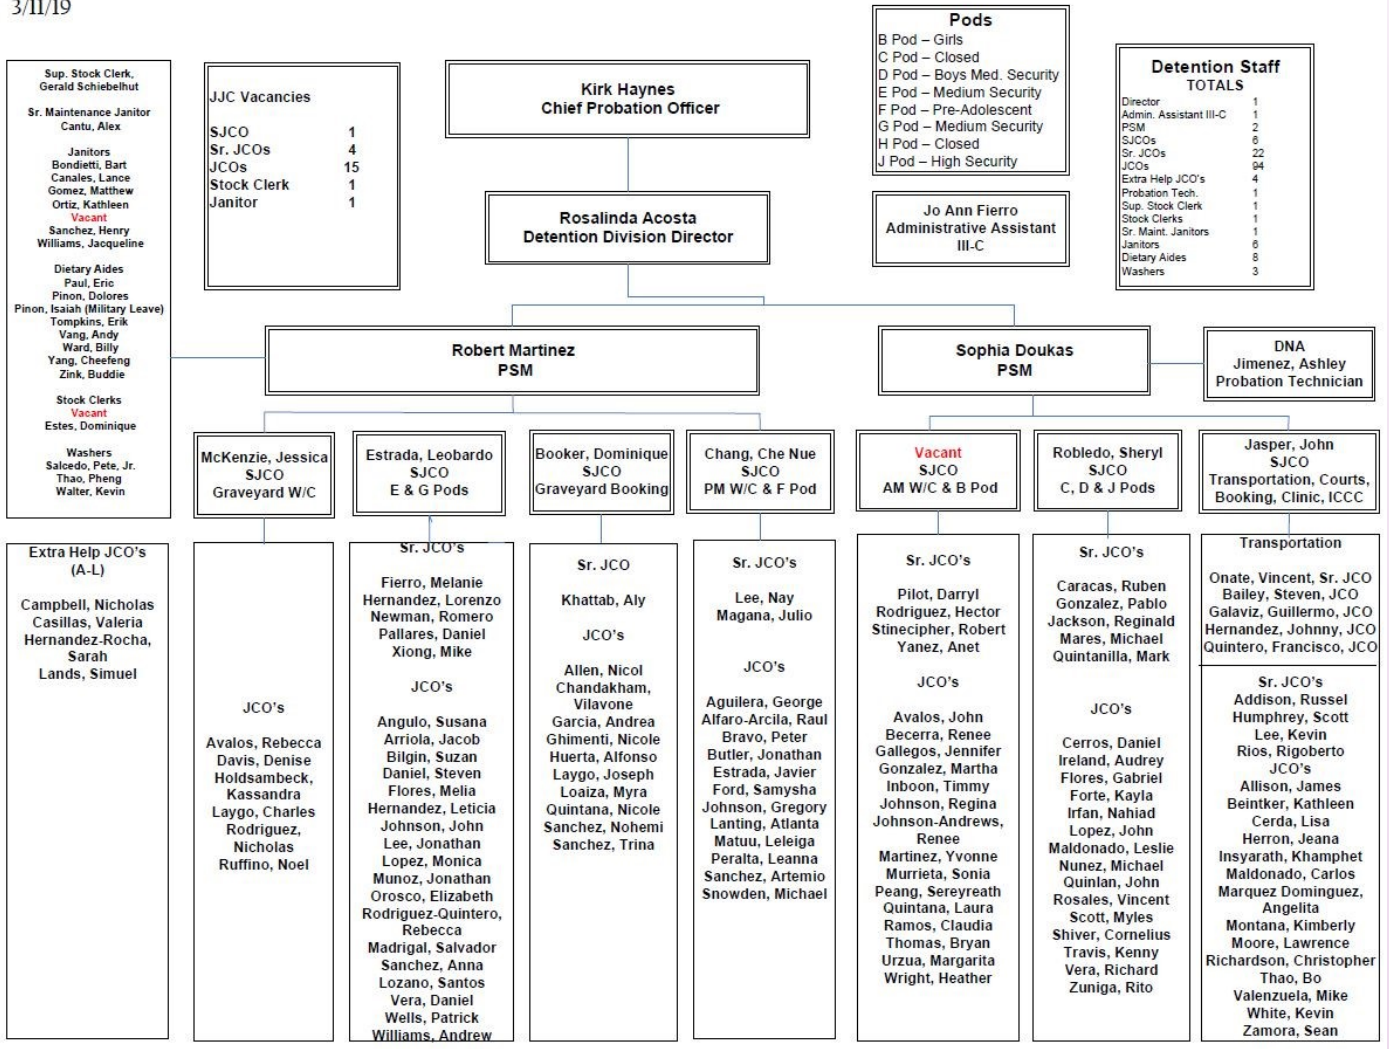 3/11/19
Sup. Stock Clerk,
Gerald Schiebelhut
Sr. Maintenance Janitor
Cantu, Alex
Janitors
Bondietti, Bart
Canales, Lance
Gomez, Matthew
Ortiz, Kathleen
Vacant
Sanchez, Henry
Williams, Jacqueline
Dietary Aides
Paul, Eric
Pinon, Dolores
Pinon, Isaiah (Military Leave)
Tompkins, Erik
Vang, Andy
Ward, Billy
Yang, Cheefeng
Zink, Buddie
Stock Clerks
Vacant
Estes, Dominique
Washers
Salcedo, Pete, Jr.
Thao, Pheng
Walter, Kevin
JJC Vacancies
SJCO 1
Sr. JCOs 4
JCOs 15
Stock Clerk 1
Janitor 1
Kirk Haynes
Chief Probation Officer
Rosalinda Acosta
Detention Division Director
Pods
B Pod – Girls
C Pod – Closed
D Pod – Boys Med. Security
E Pod – Medium Security
F Pod – Pre-Adolescent
G Pod – Medium Security
H Pod – Closed
J Pod – High Security
Jo Ann Fierro
Administrative Assistant
III-C
Detention Staff
TOTALS
Director 1
Admin. Assistant III-C 1
PSM 2
SJCOs 6
Sr. JCOs 22
JCOs 94
Extra Help JCO's 4
Probation Tech. 1
Sup. Stock Clerk 1
Stock Clerks 1
Sr. Maint. Janitors 1
Janitors 6
Dietary Aides 8
Washers 3
Robert Martinez
PSM
Sophia Doukas
PSM
DNA
Jimenez, Ashley
Probation Technician
McKenzie, Jessica
SJCO
Graveyard W/C
Estrada, Leobardo
SJCO
E & G Pods
Booker, Dominique
SJCO
Graveyard Booking
Chang, Che Nue
SJCO
PM W/C & F Pod
Vacant
SJCO
AM W/C & B Pod
Robledo, Sheryl
SJCO
C, D & J Pods
Jasper, John
SJCO
Transportation, Courts,
Booking, Clinic, ICCC
Extra Help JCO's
(A-L)
Campbell, Nicholas
Casillas, Valeria
Hernandez-Rocha,
Sarah
Lands, Simuel
JCO's
Avalos, Rebecca
Davis, Denise
Holdsambeck,
Kassandra
Laygo, Charles
Rodriguez,
Nicholas
Ruffino, Noel
Sr. JCO's
Fierro, Melanie
Hernandez, Lorenzo
Newman, Romero
Pallares, Daniel
Xiong, Mike
JCO's
Angulo, Susana
Arriola, Jacob
Bilgin, Suzan
Daniel, Steven
Flores, Melia
Hernandez, Leticia
Johnson, John
Lee, Jonathan
Lopez, Monica
Munoz, Jonathan
Orosco, Elizabeth
Rodriguez-Quintero,
Rebecca
Madrigal, Salvador
Sanchez, Anna
Lozano, Santos
Vera, Daniel
Wells, Patrick
Williams, Andrew
Sr. JCO
Khattab, Aly
JCO's
Allen, Nicol
Chandakham,
Vilavone
Garcia, Andrea
Ghimenti, Nicole
Huerta, Alfonso
Laygo, Joseph
Loaiza, Myra
Quintana, Nicole
Sanchez, Nohemi
Sanchez, Trina
Sr. JCO's
Lee, Nay
Magana, Julio
JCO's
Aguilera, George
Alfaro-Arcila, Raul
Bravo, Peter
Butler, Jonathan
Estrada, Javier
Ford, Samysha
Johnson, Gregory
Lanting, Atlanta
Matuu, Leleiga
Peralta, Leanna
Sanchez, Artemio
Snowden, Michael
Sr. JCO's
Pilot, Darryl
Rodriguez, Hector
Stinecipher, Robert
Yanez, Anet
JCO's
Avalos, John
Becerra, Renee
Gallegos, Jennifer
Gonzalez, Martha
Inboon, Timmy
Johnson, Regina
Johnson-Andrews,
Renee
Martinez, Yvonne
Murrieta, Sonia
Peang, Sereyreath
Quintana, Laura
Ramos, Claudia
Thomas, Bryan
Urzua, Margarita
Wright, Heather
Sr. JCO's
Caracas, Ruben
Gonzalez, Pablo
Jackson, Reginald
Mares, Michael
Quintanilla, Mark
JCO's
Cerros, Daniel
Ireland, Audrey
Flores, Gabriel
Forte, Kayla
Irfan, Nahiad
Lopez, John
Maldonado, Leslie
Nunez, Michael
Quinlan, John
Rosales, Vincent
Scott, Myles
Shiver, Cornelius
Travis, Kenny
Vera, Richard
Zuniga, Rito
Transportation
Onate, Vincent, Sr. JCO
Bailey, Steven, JCO
Galaviz, Guillermo, JCO
Hernandez, Johnny, JCO
Quintero, Francisco, JCO
Sr. JCO's
Addison, Russel
Humphrey, Scott
Lee, Kevin
Rios, Rigoberto
JCO's
Allison, James
Beintker, Kathleen
Cerda, Lisa
Herron, Jeana
Insyarath, Khamphet
Maldonado, Carlos
Marquez Dominguez,
Angelita
Montana, Kimberly
Moore, Lawrence
Richardson, Christopher
Thao, Bo
Valenzuela, Mike
White, Kevin
Zamora, Sean